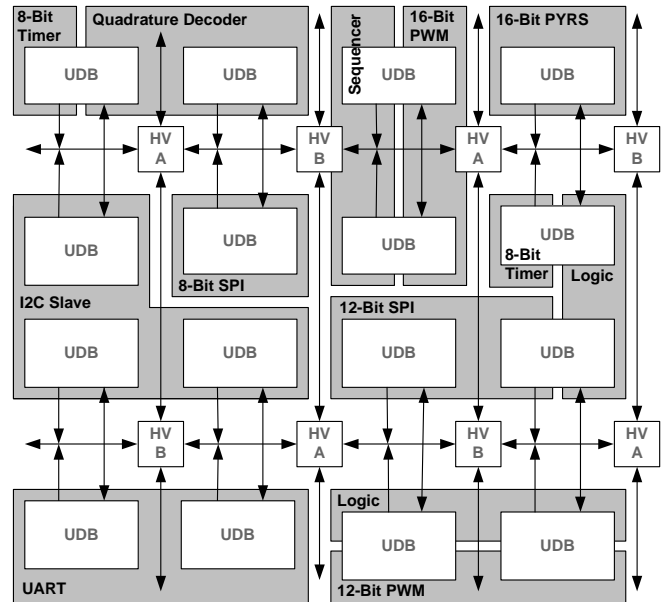 8-Bit
Timer
Quadrature Decoder
Sequencer
16-Bit
PWM
16-Bit PYRS
UDB
UDB
UDB
UDB
UDB
HV
A
HV
B
HV
A
HV
B
UDB
UDB
UDB
UDB
8-Bit
Timer
Logic
I2C Slave
8-Bit SPI
12-Bit SPI
UDB
UDB
UDB
UDB
HV
B
HV
A
HV
B
HV
A
Logic
UDB
UDB
UDB
UDB
UART
12-Bit PWM